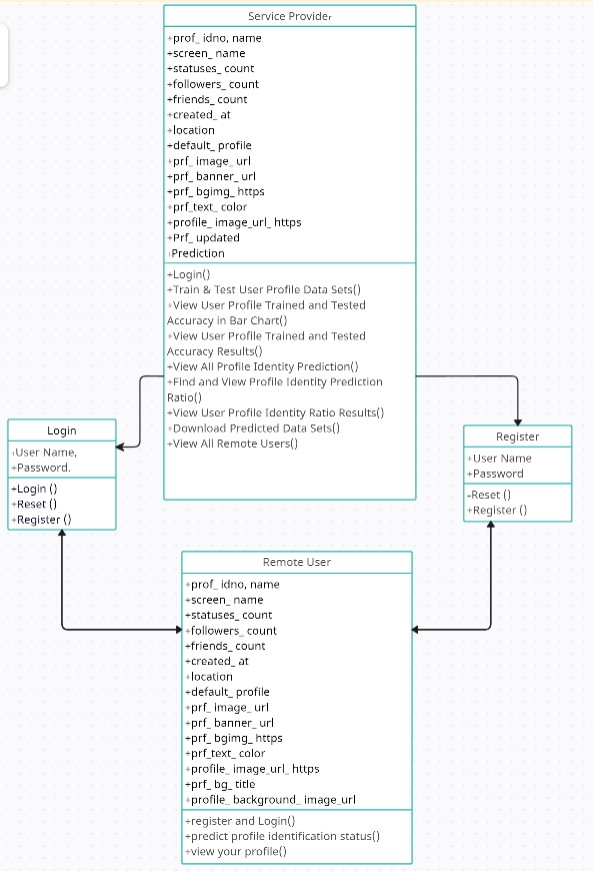 Service Provider
+prof_ idno, name
+screen_ name
+statuses_ count
+followers_ count
+friends_ count
+created_ at
+location
+default_ profile
+prf_ image_ url
+prf_ banner_ url
+prf_ bgimg_ https
+prf_text_ color
+profile_ image_url_ https
+Prf_ updated
+Prediction
+Login()
+Train & Test User Profile Data Sets()
+View User Profile Trained and Tested
Accuracy in Bar Chart()
+View User Profile Trained and Tested
Accuracy Results()
+View All Profile Identity Prediction()
+Find and View Profile Identity Prediction
Ratio()
+View User Profile Identity Ratio Results()
+Download Predicted Data Sets()
+View All Remote Users()
Login
+User Name,
+Password.
+Login ()
+Reset ()
+Register ()
Register
+User Name
+Password
-Reset ()
+Register ()
Remote User
+prof_ idno, name
+screen_ name
+statuses_ count
+followers_ count
+friends_ count
+created_ at
+location
+default_ profile
+prf_ image_ url
+prf_ banner_ url
+prf_ bgimg_ https
+prf_text_ color
+profile_ image_url_ https
+prf_ bg_ title
+profile_ background_ image_url
+register and Login()
+predict profile identification status()
+view your profile()